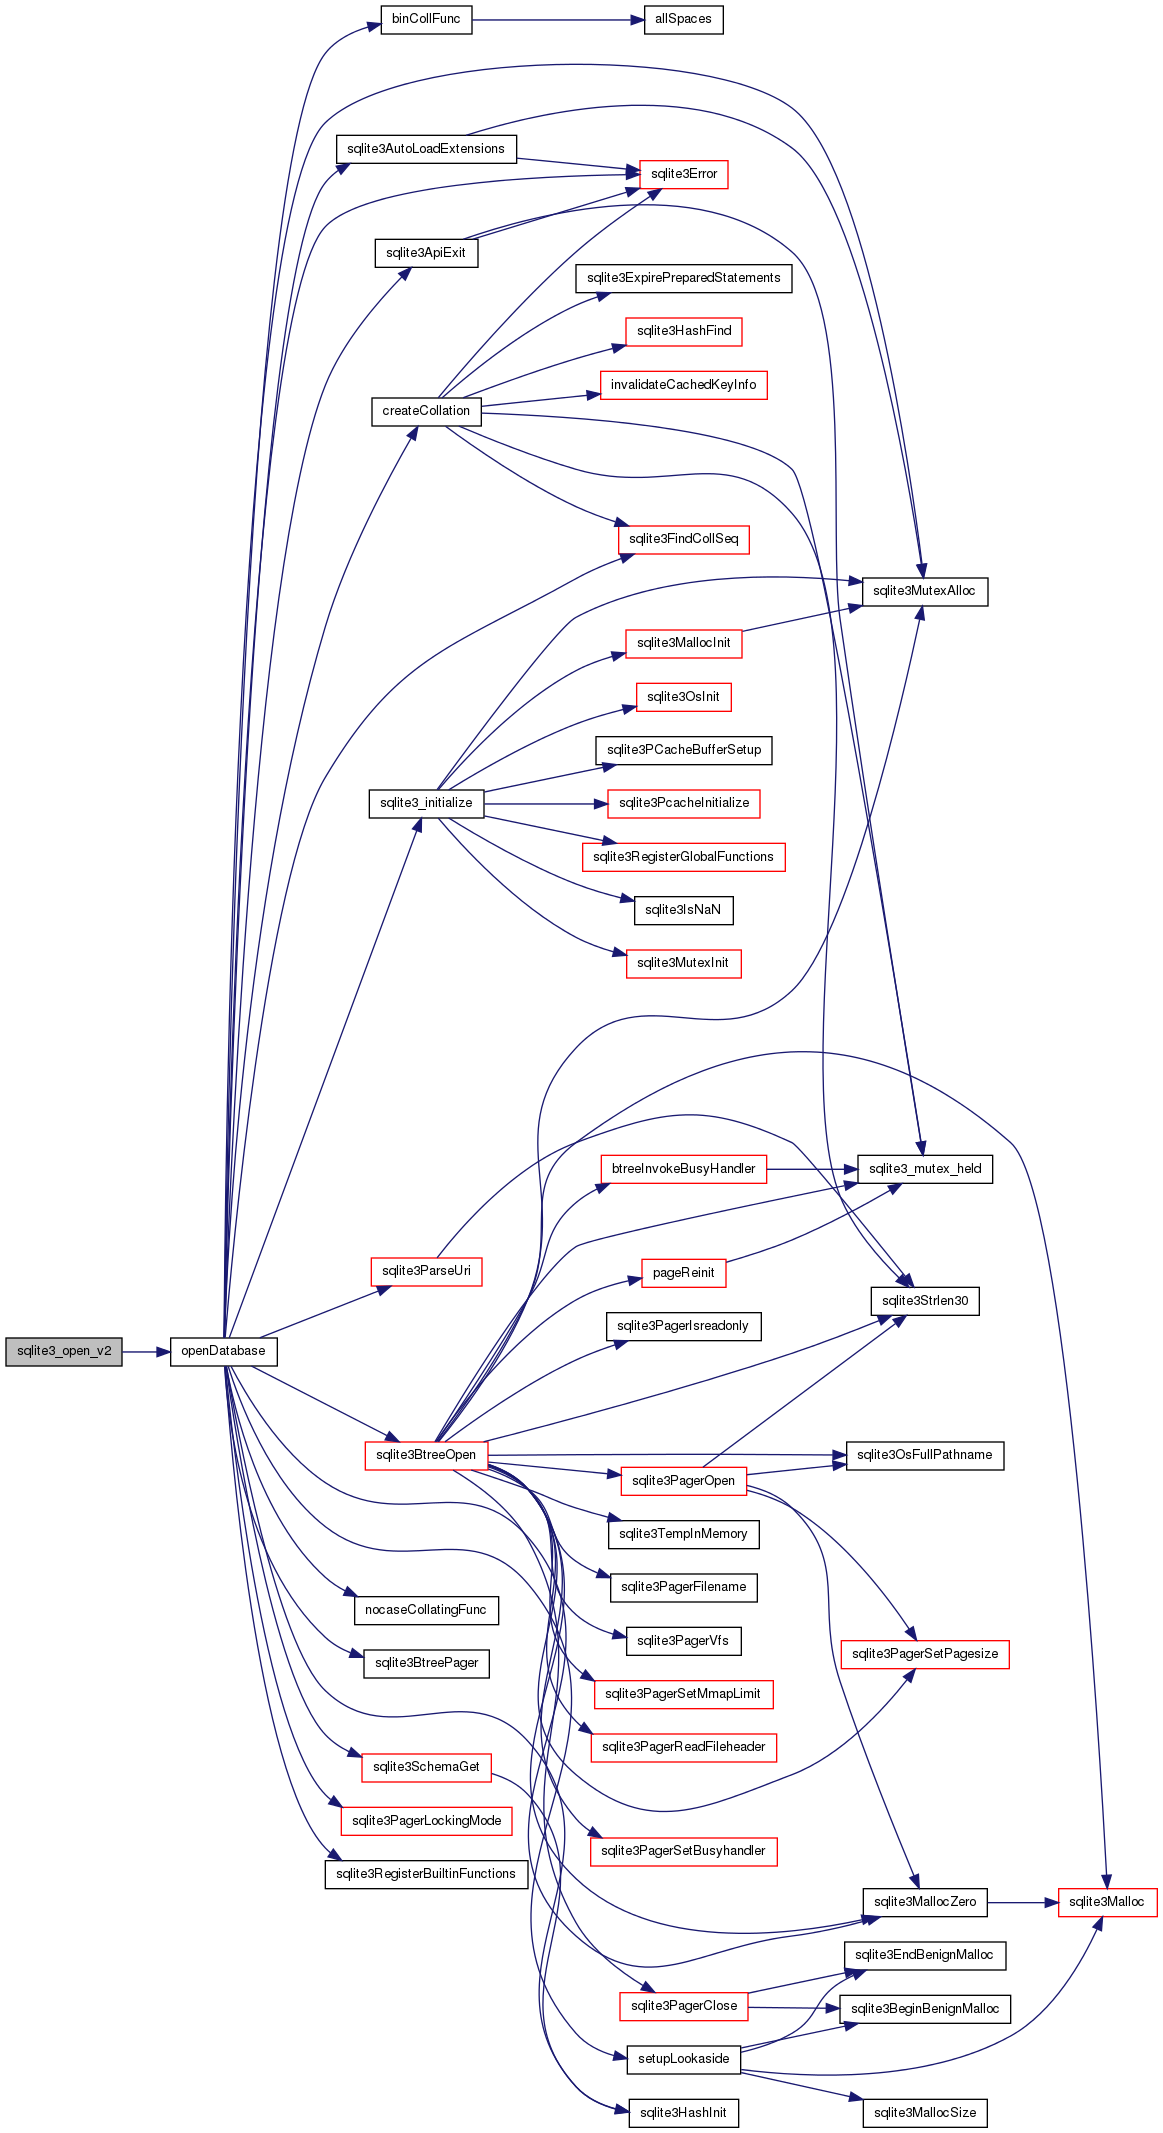 binCollFunc
allSpaces
sqlite3AutoLoadExtensions
sqlite3Error
sqlite3ApiExit
sqlite3ExpirePreparedStatements
sqlite3HashFind
invalidateCachedKeyInfo
createCollation
sqlite3FindCollSeq
sqlite3MutexAlloc
sqlite3MallocInit
sqlite3OsInit
sqlite3PCacheBufferSetup
sqlite3_initialize
sqlite3PcacheInitialize
sqlite3RegisterGlobalFunctions
sqlite3IsNaN
sqlite3MutexInit
btreeInvokeBusyHandler
sqlite3_mutex_held
sqlite3ParseUri
pageReinit
sqlite3Strlen30
sqlite3PagerIsreadonly
sqlite3_open_v2
openDatabase
sqlite3BtreeOpen
sqlite3OsFullPathname
sqlite3PagerOpen
sqlite3TempInMemory
sqlite3PagerFilename
nocaseCollatingFunc
sqlite3PagerVfs
sqlite3PagerSetPagesize
sqlite3BtreePager
sqlite3PagerSetMmapLimit
sqlite3PagerReadFileheader
sqlite3SchemaGet
sqlite3PagerLockingMode
sqlite3PagerSetBusyhandler
sqlite3RegisterBuiltinFunctions
sqlite3MallocZero
sqlite3Malloc
sqlite3EndBenignMalloc
sqlite3PagerClose
sqlite3BeginBenignMalloc
setupLookaside
sqlite3HashInit
sqlite3MallocSize